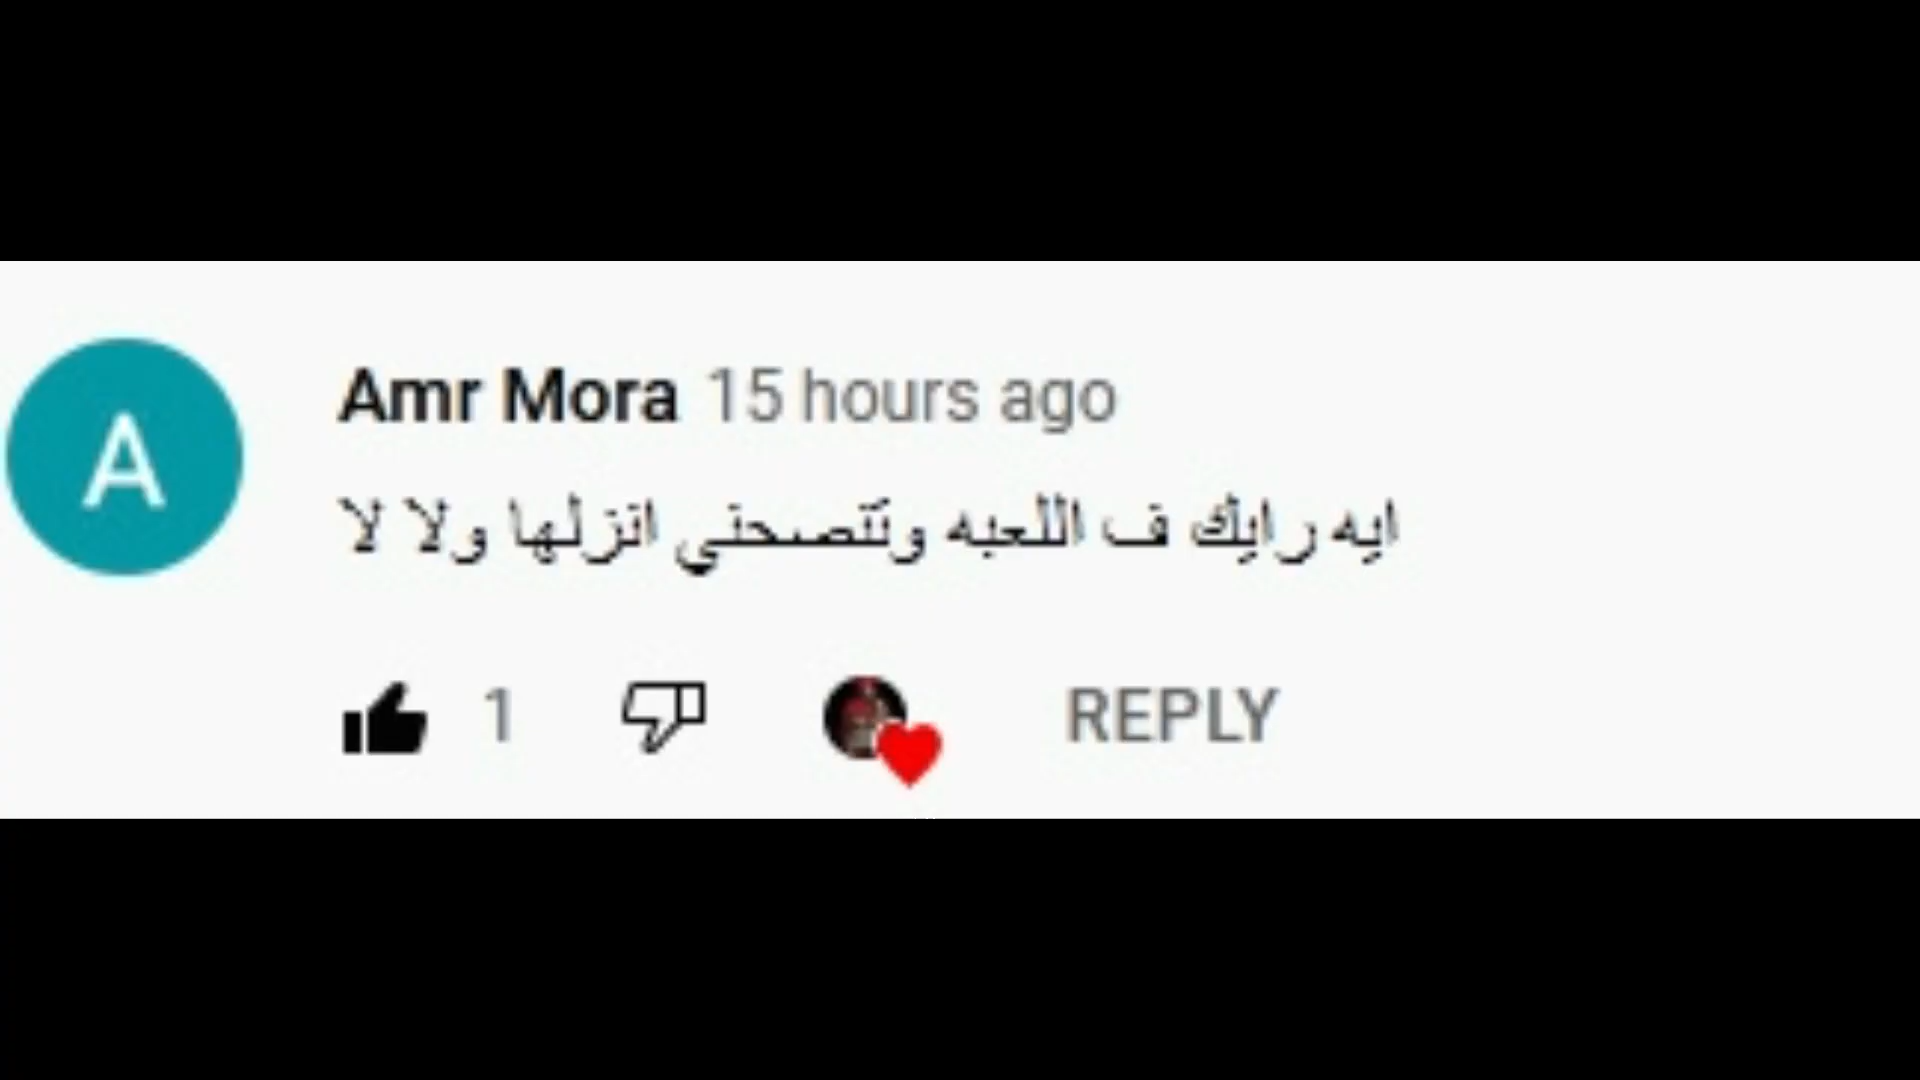 A
Amr Mora 15 hours ago
ايه رايك ف اللعبه وتنصحني انزلها ولا لا
1 REPLY